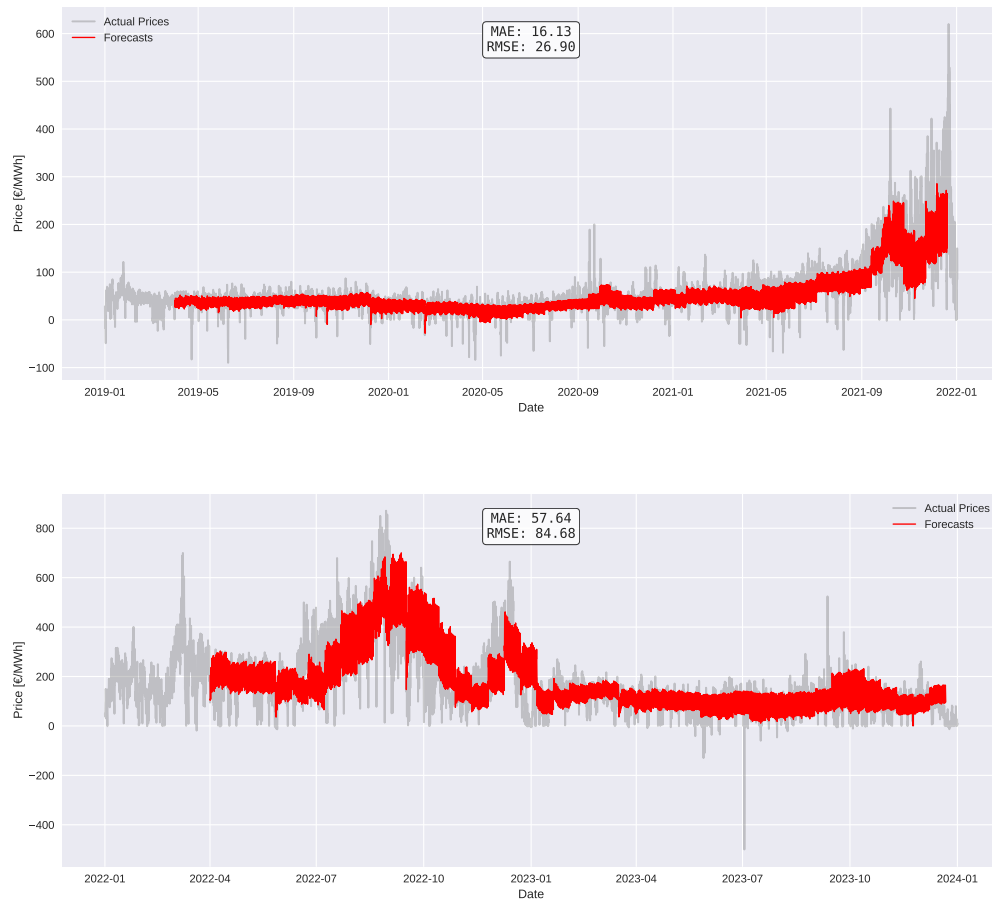 Actual Prices
Forecasts
MAE: 16.13
RMSE: 26.90
Price [€/MWh]
600
500
400
300
200
100
0
−100
2019-01 2019-05 2019-09 2020-01 2020-05 2020-09 2021-01 2021-05 2021-09 2022-01
Date
Actual Prices
Forecasts
MAE: 57.64
RMSE: 84.68
Price [€/MWh]
800
600
400
200
0
−200
−400
2022-01 2022-04 2022-07 2022-10 2023-01 2023-04 2023-07 2023-10 2024-01
Date